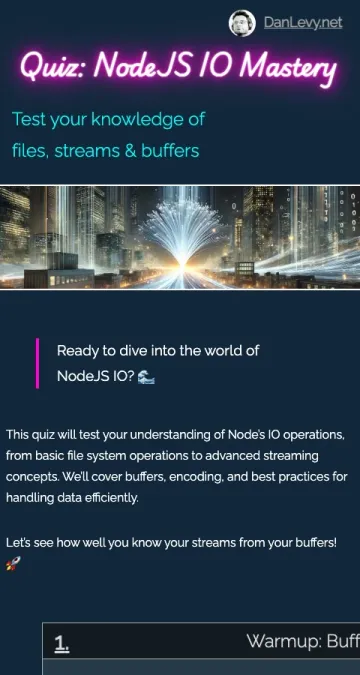 DanLevy.net
Quiz: NodeJS IO Mastery
Test your knowledge of
files, streams & buffers
Ready to dive into the world of
NodeJS IO? 🌊
This quiz will test your understanding of Node's IO operations,
from basic file system operations to advanced streaming
concepts. We'll cover buffers, encoding, and best practices for
handling data efficiently.
Let's see how well you know your streams from your buffers!
🚀
1. Warmup: Buff